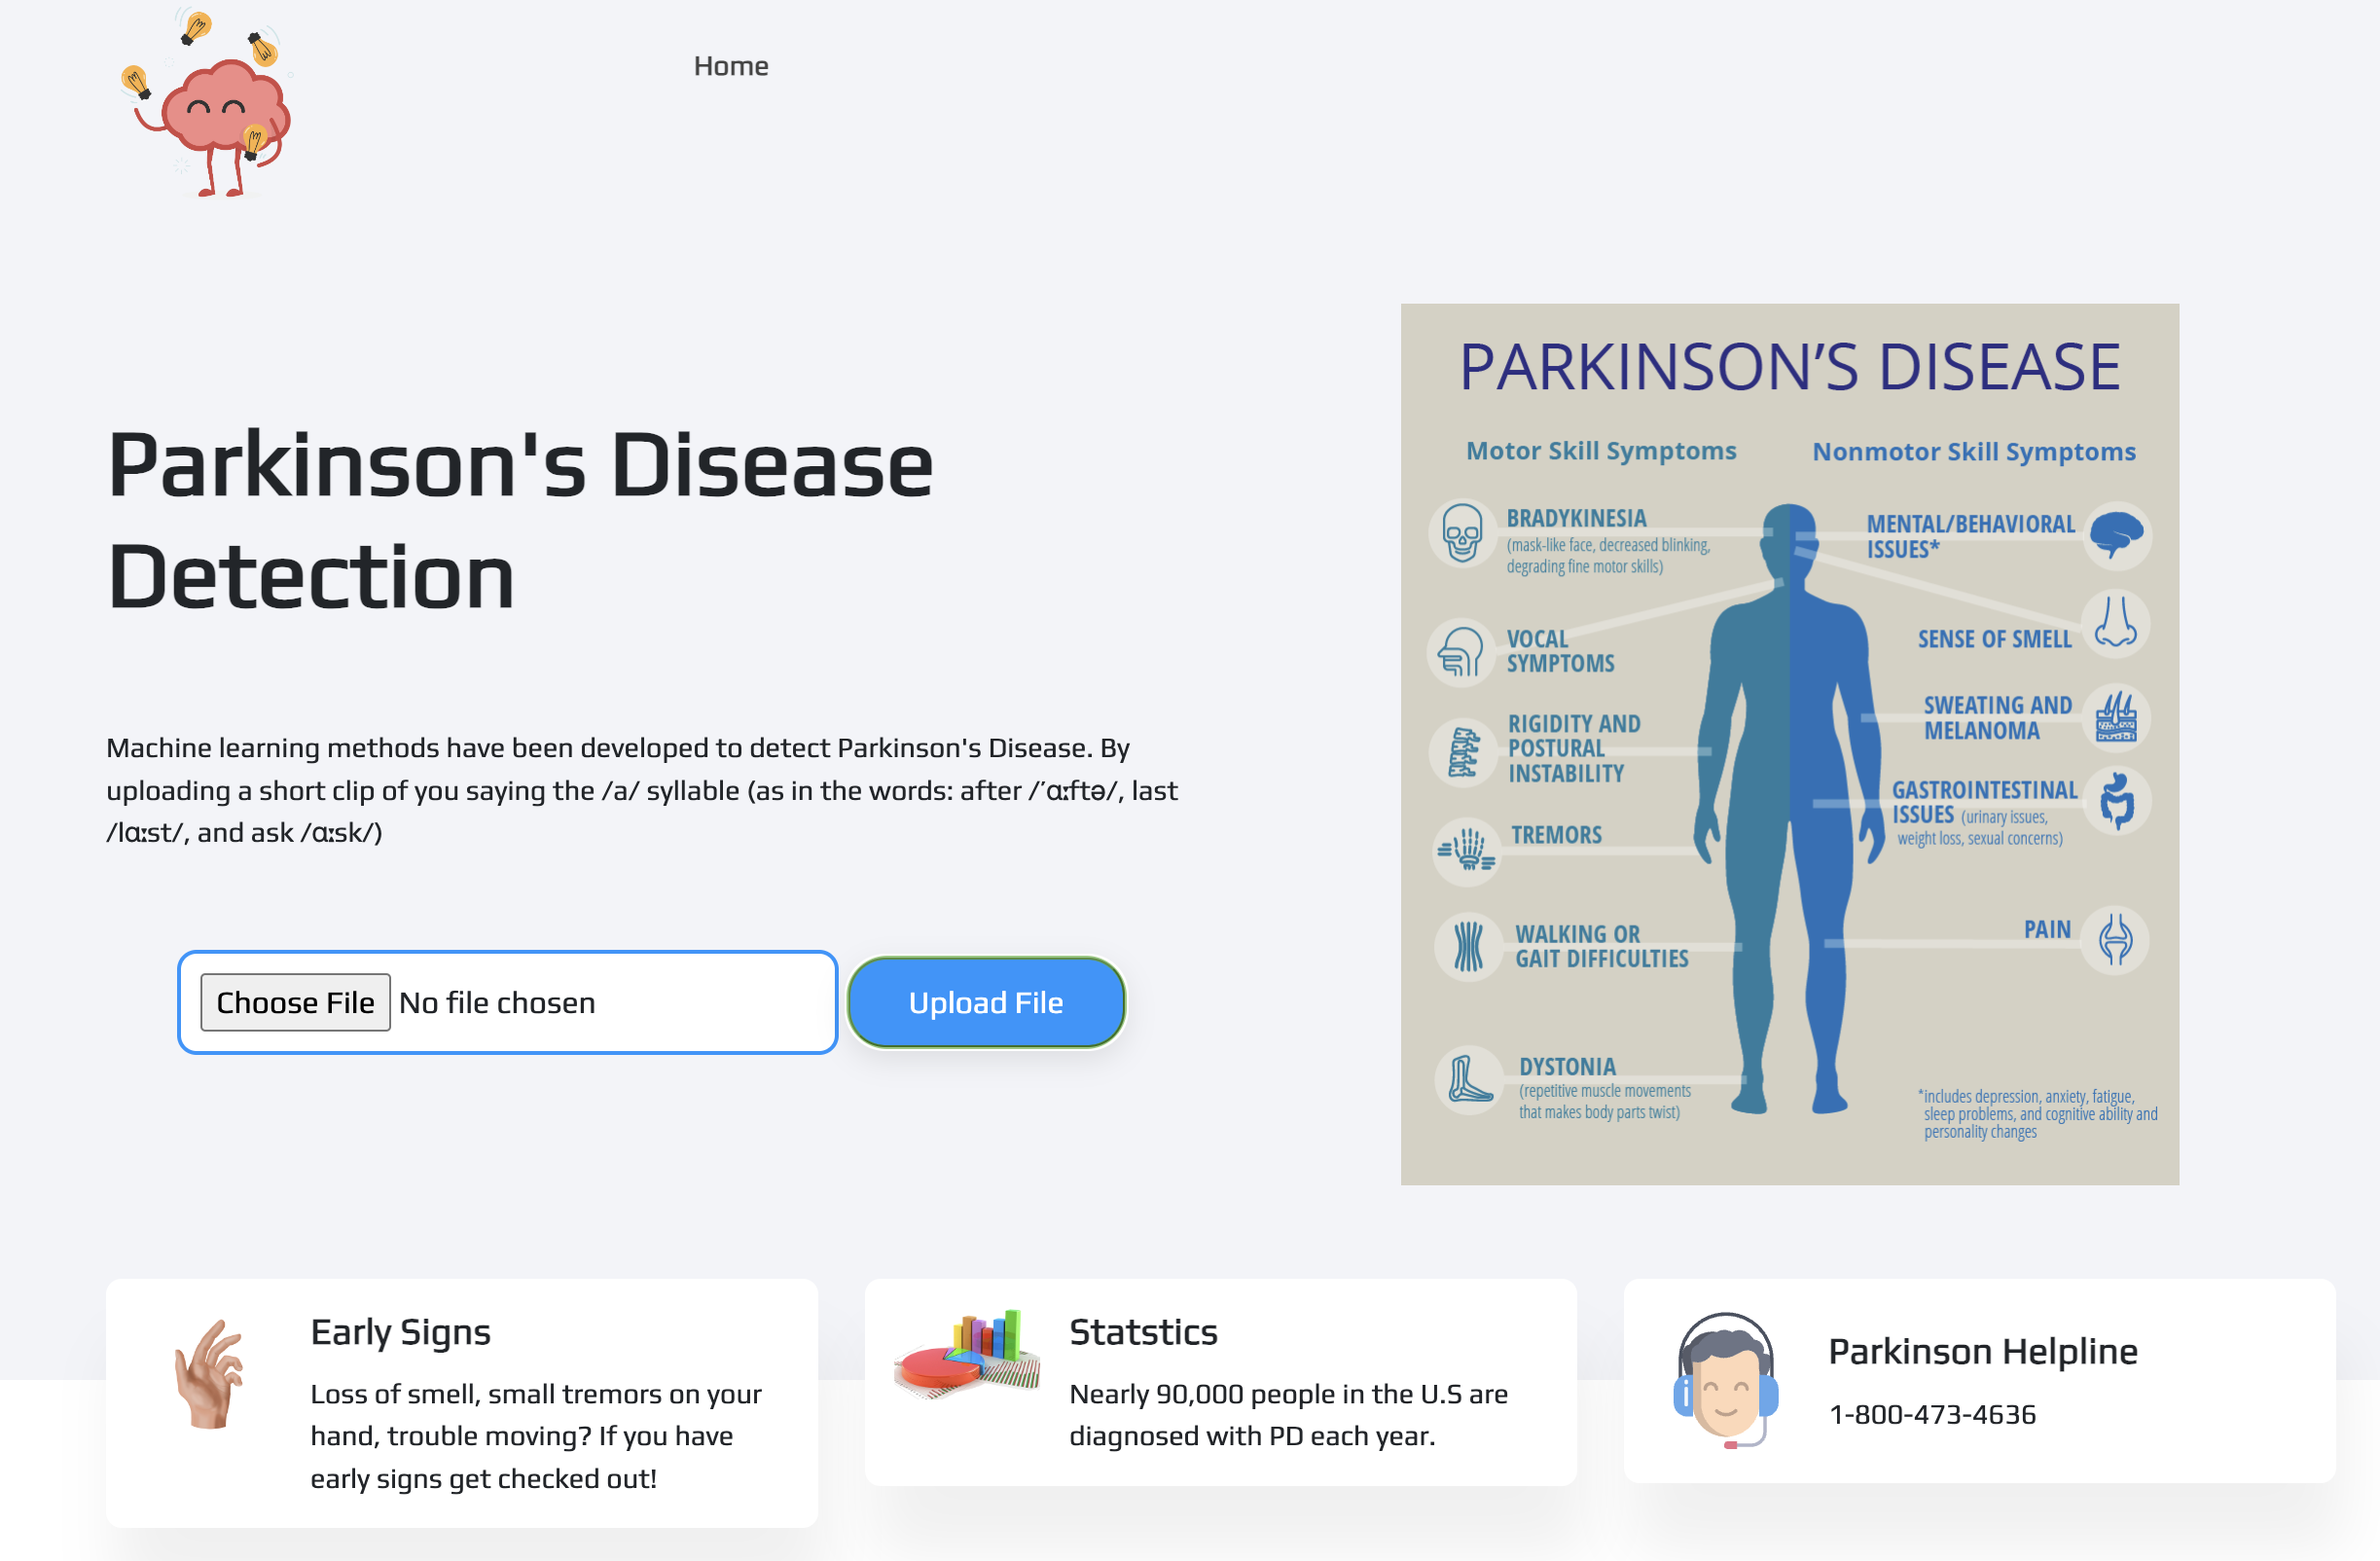 Home
Parkinson's Disease
Detection
Machine learning methods have been developed to detect Parkinson's Disease. By
uploading a short clip of you saying the /a/ syllable (as in the words: after /ˈɑːftə/, last
/lɑːst/, and ask /ɑːsk/)
Choose File No file chosen
Upload File
PARKINSON’S DISEASE
Motor Skill Symptoms
BRADYKINESIA
(mask-like face, decreased blinking,
degrading fine motor skills)
VOCAL
SYMPTOMS
RIGIDITY AND
POSTURAL
INSTABILITY
TREMORS
WALKING OR
GAIT DIFFICULTIES
DYSTONIA
(repetitive muscle movements
that makes body parts twist)
Nonmotor Skill Symptoms
MENTAL/BEHAVIORAL
ISSUES*
SENSE OF SMELL
SWEATING AND
MELANOMA
GASTROINTESTINAL
ISSUES (urinary issues,
weight loss, sexual concerns)
PAIN
*includes depression, anxiety, fatigue,
sleep problems, and cognitive ability and
personality changes
Early Signs
Loss of smell, small tremors on your
hand, trouble moving? If you have
early signs get checked out!
Statstics
Nearly 90,000 people in the U.S are
diagnosed with PD each year.
i
Parkinson Helpline
1-800-473-4636